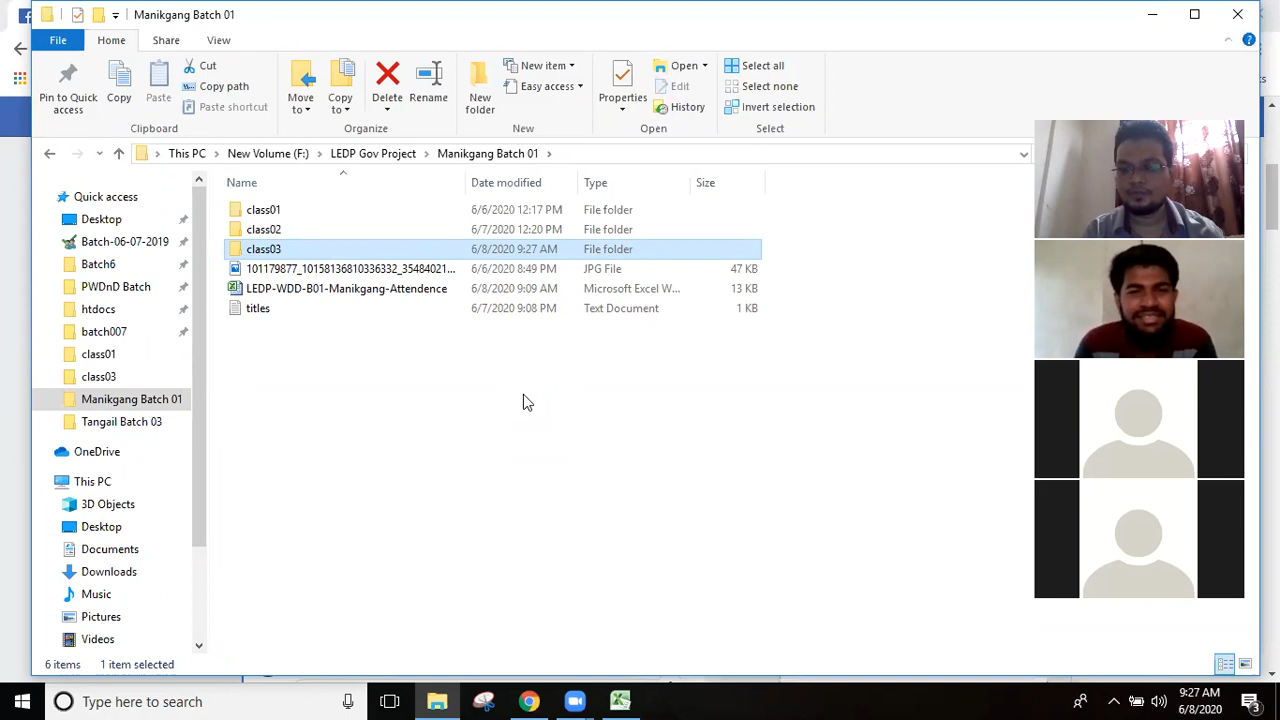 Manikgang Batch 01
File Home Share View
Pin to Quick access
Copy
Paste
Cut
Copy path
Paste shortcut
Clipboard
Move to
Copy to
Delete
Rename
Organize
New folder
New item
Easy access
New
Properties
Open
Edit
History
Open
Select all
Select none
Invert selection
Select
This PC New Volume (F:) LEDP Gov Project Manikgang Batch 01
Name Date modified Type Size
class01 6/6/2020 12:17 PM File folder
class02 6/7/2020 12:20 PM File folder
class03 6/8/2020 9:27 AM File folder
101179877_10158136810336332_35484021... 6/6/2020 8:49 PM JPG File 47 KB
LEDP-WDD-B01-Manikgang-Attendence 6/8/2020 9:09 AM Microsoft Excel W... 13 KB
titles 6/7/2020 9:08 PM Text Document 1 KB
Quick access
Desktop
Batch-06-07-2019
Batch6
PWDnD Batch
htdocs
batch007
class01
class03
Manikgang Batch 01
Tangail Batch 03
OneDrive
This PC
3D Objects
Desktop
Documents
Downloads
Music
Pictures
Videos
6 items 1 item selected
Type here to search
9:27 AM
6/8/2020
3